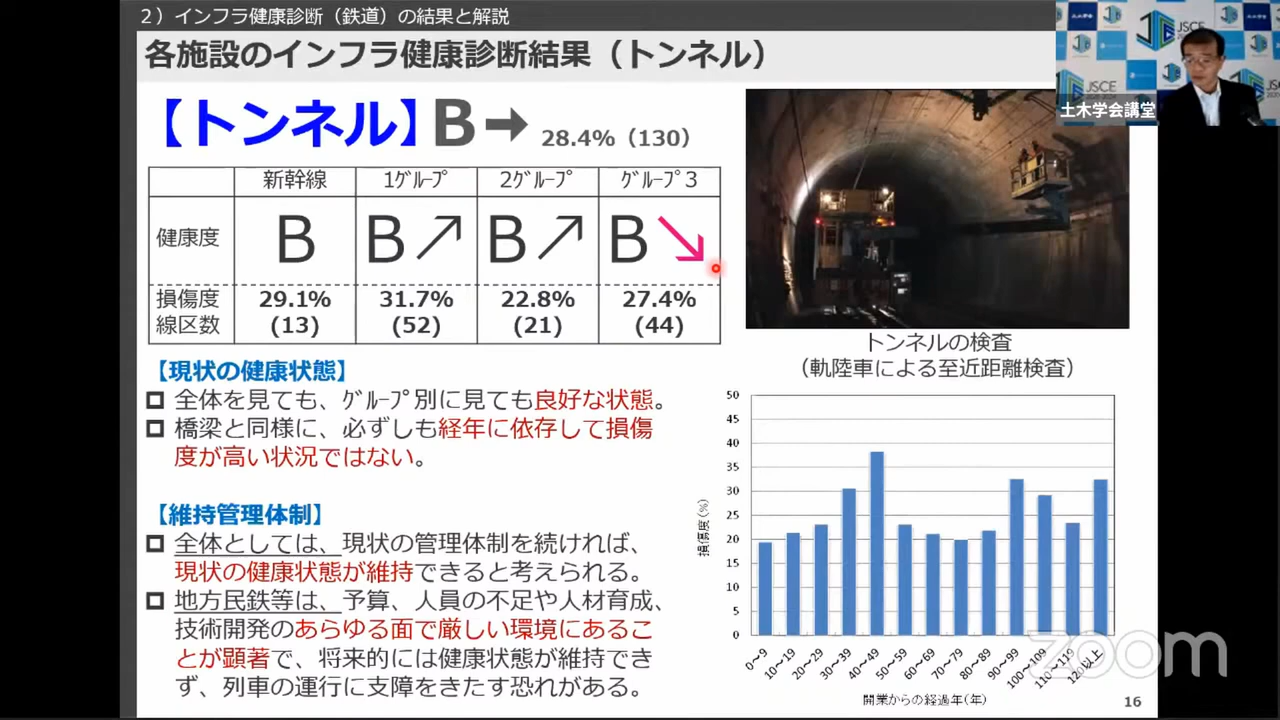 2）インフラ健康診断（鉄道）の結果と解説
各施設のインフラ健康診断結果（トンネル）
JSCE
JSCE
土木学会講堂
【トンネル】B→ 28.4%（130）
新幹線 1ｸﾞﾙｰﾌﾟ 2ｸﾞﾙｰﾌﾟ ｸﾞﾙｰﾌﾟ3
健康度 B B↗ B↗ B↘
損傷度 29.1% 31.7% 22.8% 27.4%
線区数 (13) (52) (21) (44)
【現状の健康状態】
全体を見ても、ｸﾞﾙｰﾌﾟ別に見ても良好な状態。
橋梁と同様に、必ずしも経年に依存して損傷
度が高い状況ではない。
【維持管理体制】
全体としては、現状の管理体制を続ければ、
現状の健康状態が維持できると考えられる。
地方民鉄等は、予算、人員の不足や人材育成、
技術開発のあらゆる面で厳しい環境にあるこ
とが顕著で、将来的には健康状態が維持でき
ず、列車の運行に支障をきたす恐れがある。
トンネルの検査
（軌陸車による至近距離検査）
50
45
40
35
30
25
20
15
10
5
0
損傷度(%)
0～9 10～19 20～29 30～39 40～49 50～59 60～69 70～79 80～89 90～99 100～109 110～119 120以上
開業からの経過年(年)
zoom
16